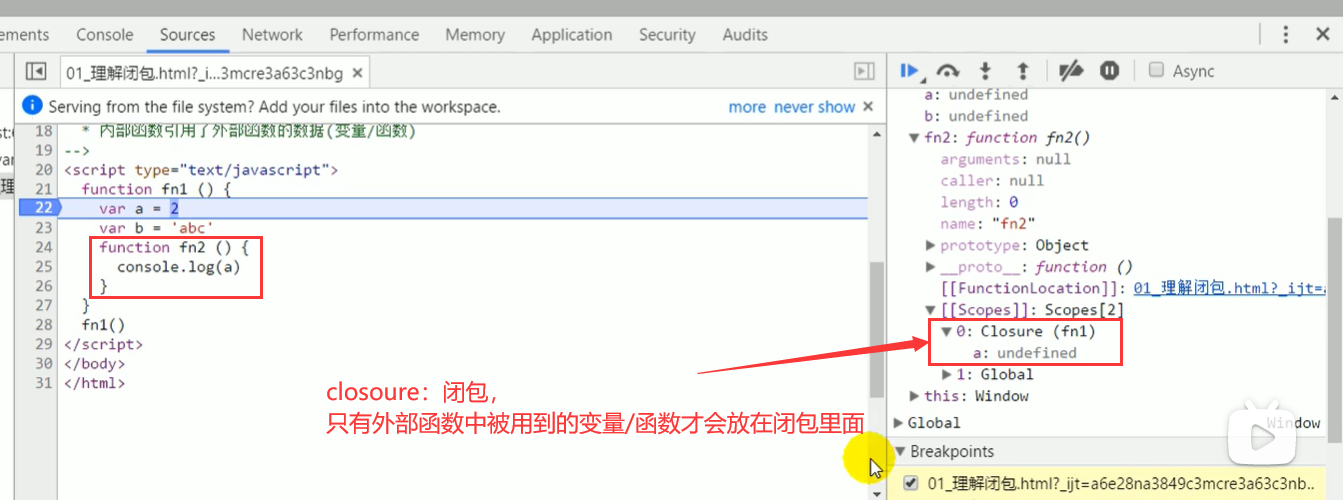 ements Console Sources Network Performance Memory Application Security Audits
01_理解闭包.html?_i...3mcre3a63c3nbg ×
Async
Serving from the file system? Add your files into the workspace. more never show ×
18 * 内部函数引用了外部函数的数据(变量/函数)
19 -->
20 <script type="text/javascript">
21 function fn1 () {
22 var a = 2
23 var b = 'abc'
24 function fn2 () {
25 console.log(a)
26 }
27 }
28 fn1()
29 </script>
30 </body>
31 </html>
closoure：闭包，
只有外部函数中被用到的变量/函数才会放在闭包里面
a: undefined
b: undefined
fn2: function fn2()
arguments: null
caller: null
length: 0
name: "fn2"
prototype: Object
__proto__: function ()
[[FunctionLocation]]: 01_理解闭包.html?_ijt=a
[[Scopes]]: Scopes[2]
0: Closure (fn1)
a: undefined
1: Global
this: Window
Global Window
Breakpoints
01_理解闭包.html?_ijt=a6e28na3849c3mcre3a63c3nb..